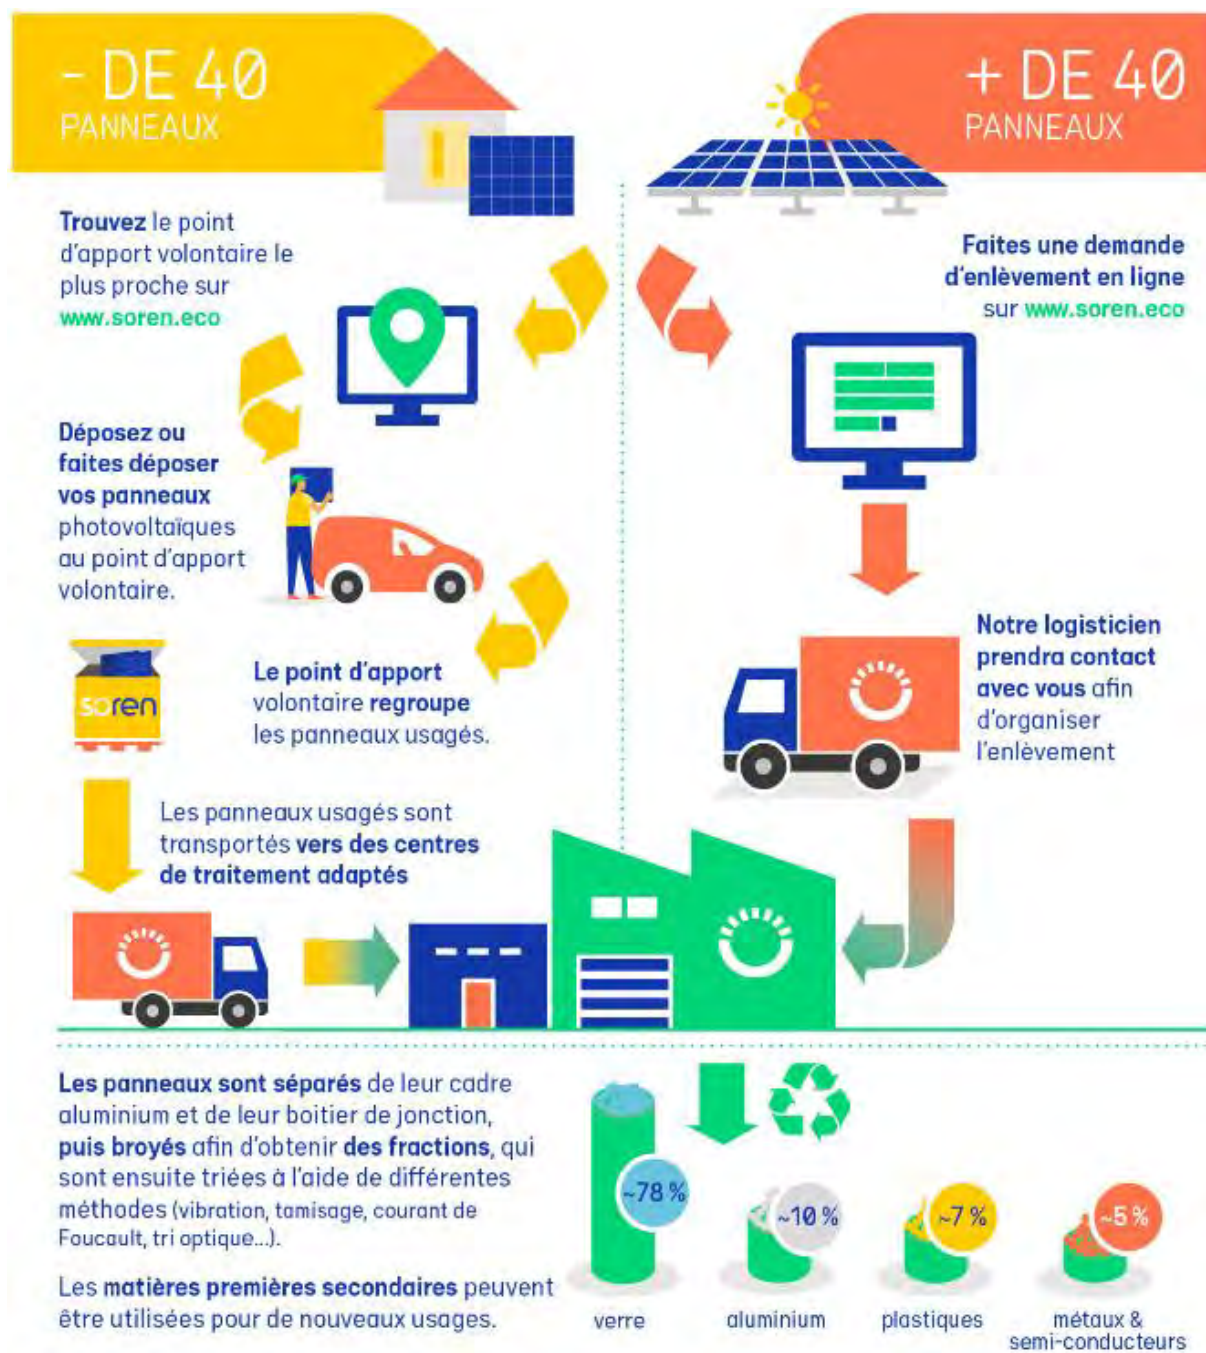 - DE 40
PANNEAUX
Trouvez le point
d'apport volontaire le
plus proche sur
www.soren.eco
Déposez ou
faites déposer
vos panneaux
photovoltaïques
au point d'apport
volontaire.
soren
Le point d'apport
volontaire regroupe
les panneaux usagés.
Les panneaux usagés sont
transportés vers des centres
de traitement adaptés
+ DE 40
PANNEAUX
Faites une demande
d'enlèvement en ligne
sur www.soren.eco
Notre logisticien
prendra contact
avec vous afin
d'organiser
l'enlèvement
Les panneaux sont séparés de leur cadre
aluminium et de leur boitier de jonction,
puis broyés afin d'obtenir des fractions, qui
sont ensuite triées à l'aide de différentes
méthodes (vibration, tamisage, courant de
Foucault, tri optique...).
Les matières premières secondaires peuvent
être utilisées pour de nouveaux usages.
~78 %
verre
~10 %
aluminium
~7 %
plastiques
~5 %
métaux &
semi-conducteurs